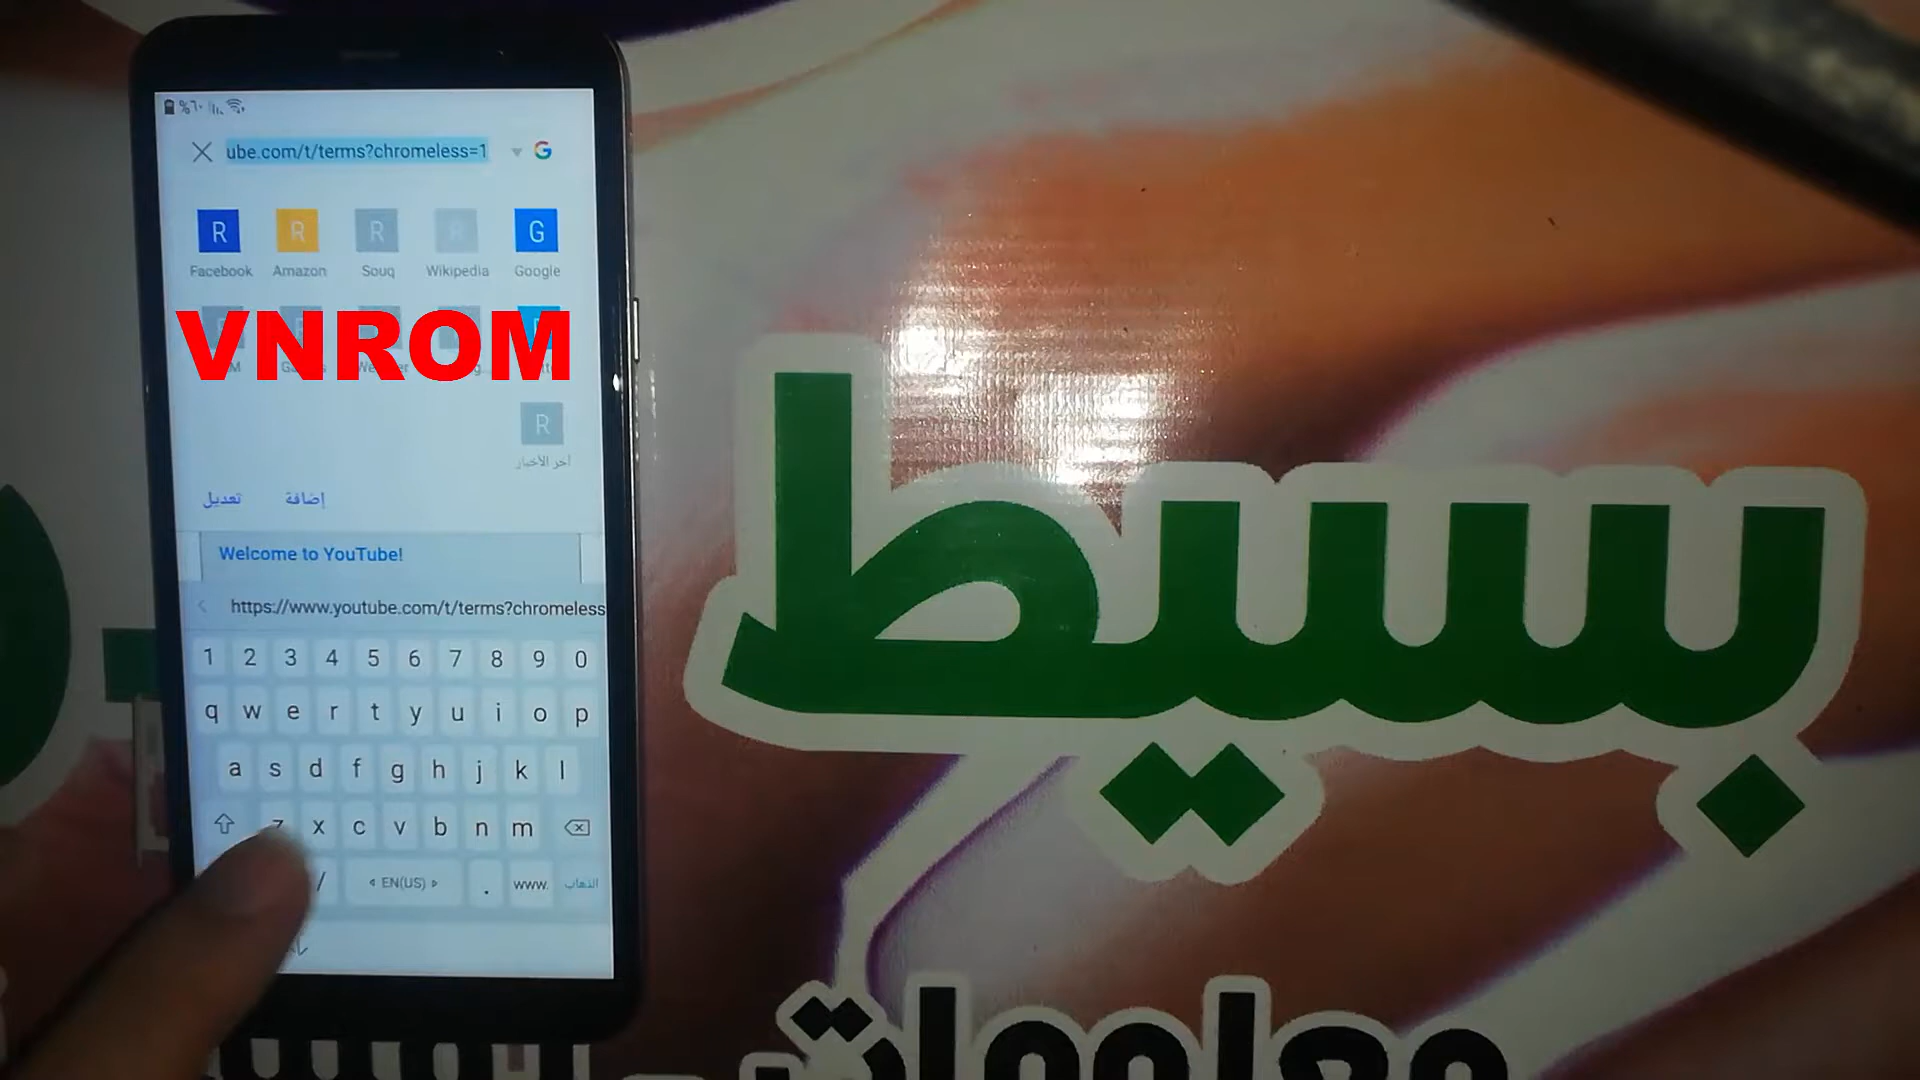 %٦٠
ube.com/t/terms?chromeless=1 G
R R R R G
Facebook Amazon Souq Wikipedia Google
VNROM
R
آخر الأخبار
تعديل إضافة
Welcome to YouTube!
https://www.youtube.com/t/terms?chromeless
1 2 3 4 5 6 7 8 9 0
q w e r t y u i o p
a s d f g h j k l
z x c v b n m
/ EN(US) . www. الذهاب
بسيط
معلومات